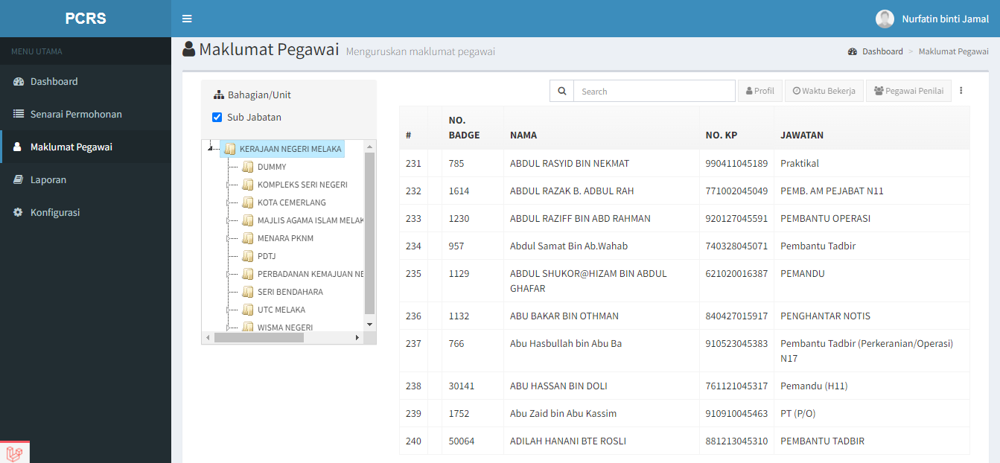 PCRS
Nurfatin binti Jamal
MENU UTAMA
Dashboard
Senarai Permohonan
Maklumat Pegawai
Laporan
Konfigurasi
Maklumat Pegawai Menguruskan maklumat pegawai
Dashboard > Maklumat Pegawai
Bahagian/Unit
Sub Jabatan
KERAJAAN NEGERI MELAKA
DUMMY
KOMPLEKS SERI NEGERI
KOTA CEMERLANG
MAJLIS AGAMA ISLAM MELAK
MENARA PKNM
PDTJ
PERBADANAN KEMAJUAN NE
SERI BENDAHARA
UTC MELAKA
WISMA NEGERI
Search Profil Waktu Bekerja Pegawai Penilai
# NO. BADGE NAMA NO. KP JAWATAN
231 785 ABDUL RASYID BIN NEKMAT 990411045189 Praktikal
232 1614 ABDUL RAZAK B. ADBUL RAH 771002045049 PEMB. AM PEJABAT N11
233 1230 ABDUL RAZIFF BIN ABD RAHMAN 920127045591 PEMBANTU OPERASI
234 957 Abdul Samat Bin Ab.Wahab 740328045071 Pembantu Tadbir
235 1129 ABDUL SHUKOR@HIZAM BIN ABDUL GHAFAR 621020016387 PEMANDU
236 1132 ABU BAKAR BIN OTHMAN 840427015917 PENGHANTAR NOTIS
237 766 Abu Hasbullah bin Abu Ba 910523045383 Pembantu Tadbir (Perkeranian/Operasi) N17
238 30141 ABU HASSAN BIN DOLI 761121045317 Pemandu (H11)
239 1752 Abu Zaid bin Abu Kassim 910910045463 PT (P/O)
240 50064 ADILAH HANANI BTE ROSLI 881213045310 PEMBANTU TADBIR